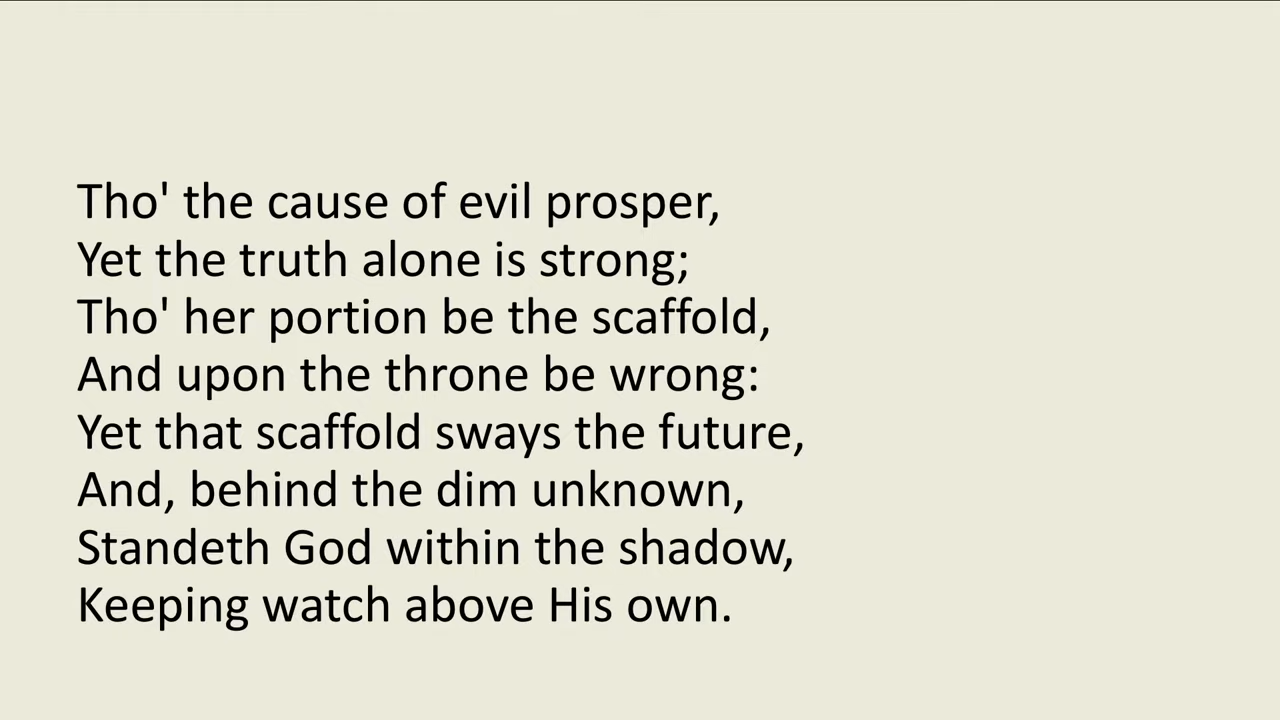 Tho' the cause of evil prosper,
Yet the truth alone is strong;
Tho' her portion be the scaffold,
And upon the throne be wrong:
Yet that scaffold sways the future,
And, behind the dim unknown,
Standeth God within the shadow,
Keeping watch above His own.